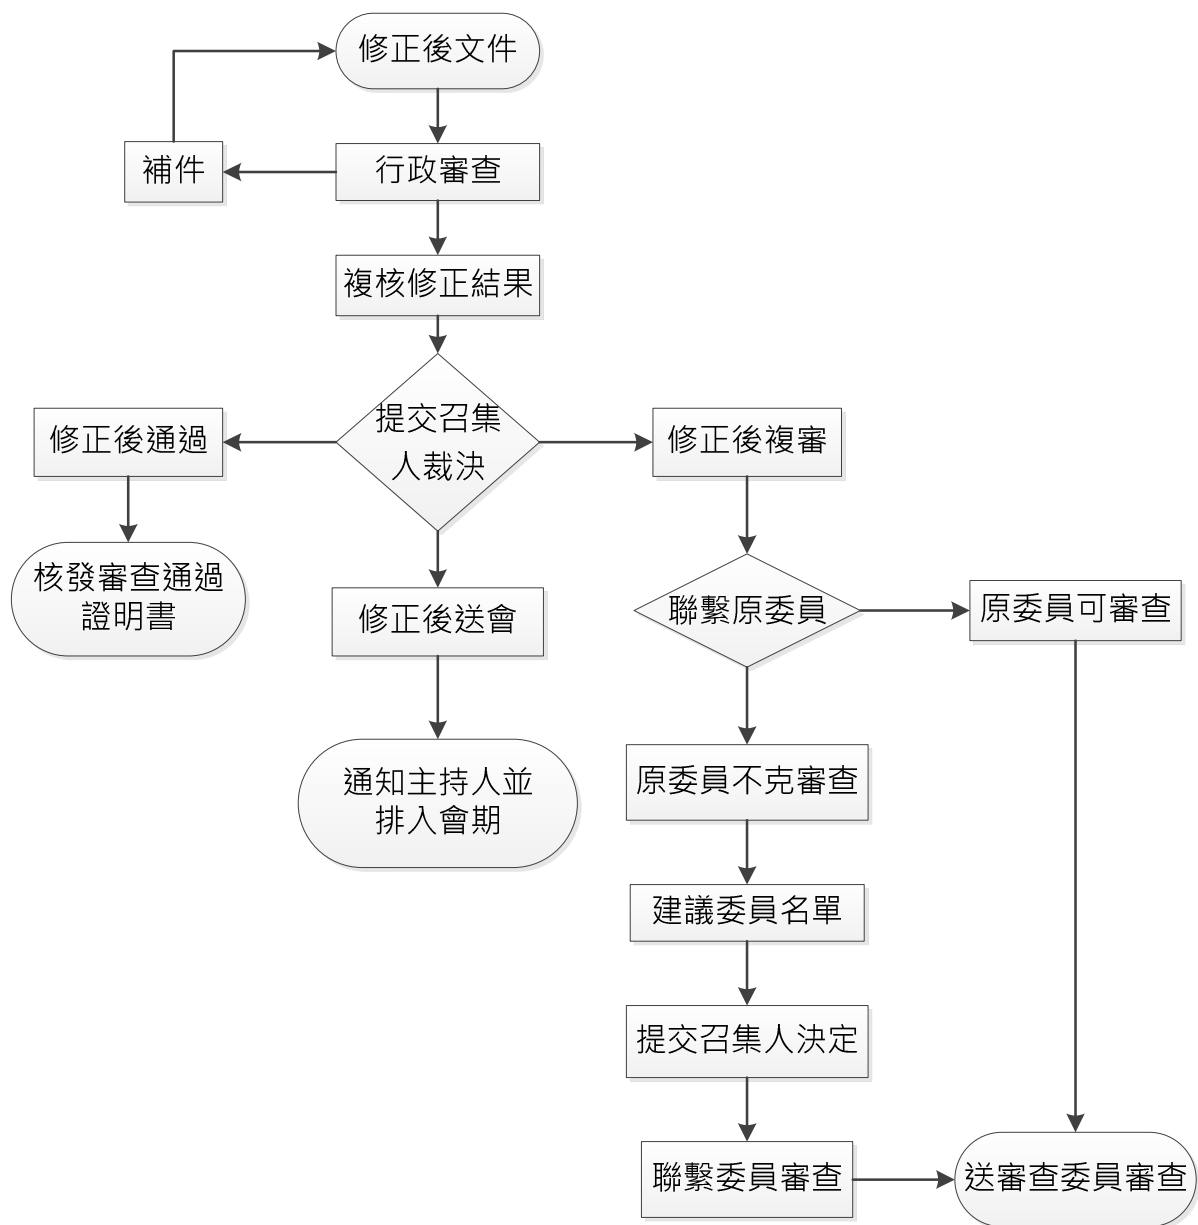 修正後文件
補件
行政審查
複核修正結果
提交召集
人裁決
修正後通過
修正後複審
核發審查通過
證明書
修正後送會
聯繫原委員
原委員可審查
通知主持人並
排入會期
原委員不克審查
建議委員名單
提交召集人決定
聯繫委員審查
送審查委員審查